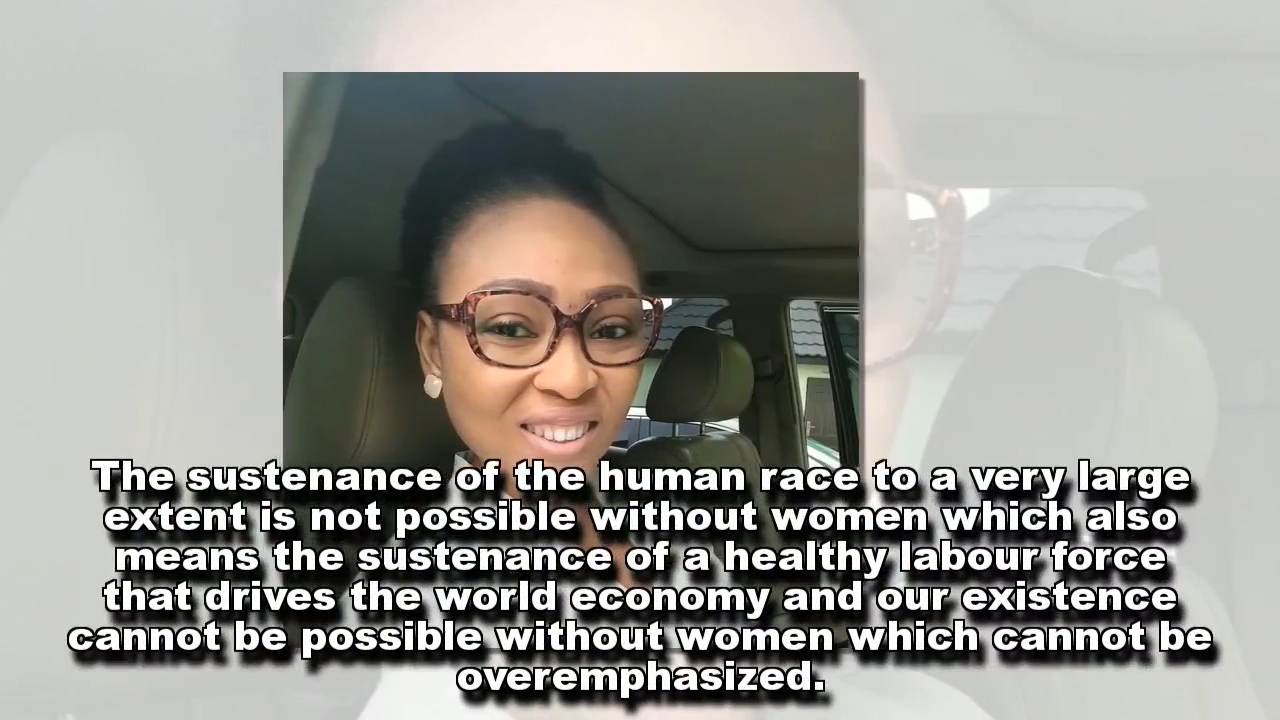 The sustenance of the human race to a very large
extent is not possible without women which also
means the sustenance of a healthy labour force
that drives the world economy and our existence
cannot be possible without women which cannot be
overemphasized.